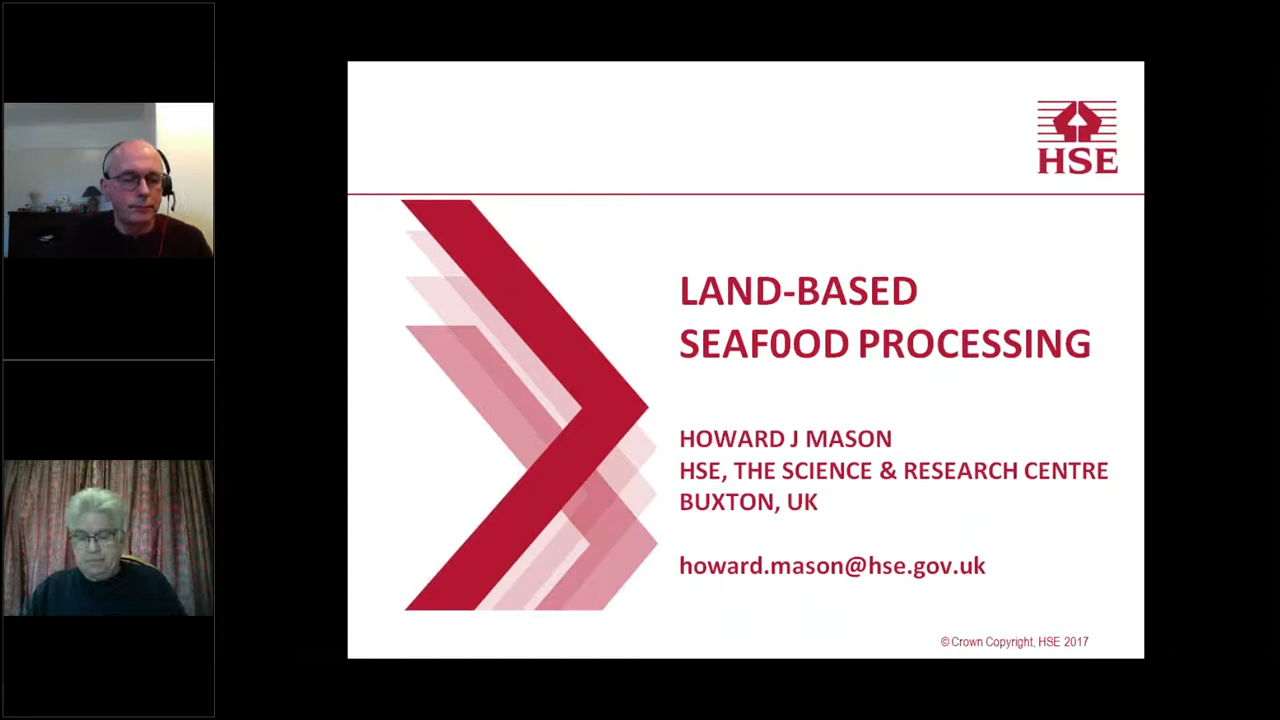 HSE
LAND-BASED
SEAF0OD PROCESSING
HOWARD J MASON
HSE, THE SCIENCE & RESEARCH CENTRE
BUXTON, UK
howard.mason@hse.gov.uk
© Crown Copyright, HSE 2017